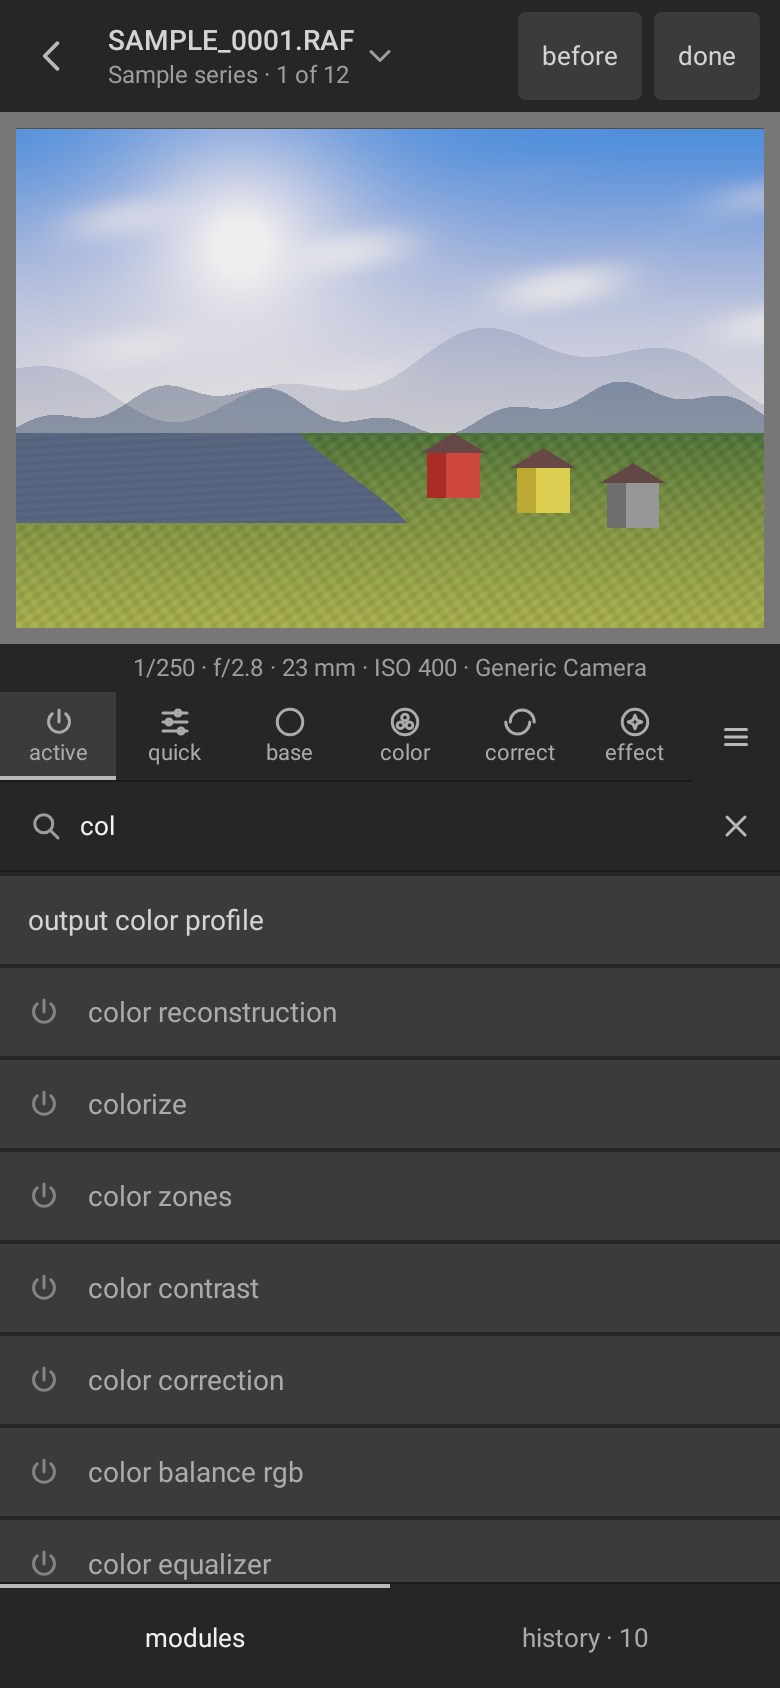 SAMPLE_0001.RAF
Sample series · 1 of 12
before
done
1/250 · f/2.8 · 23 mm · ISO 400 · Generic Camera
active
quick
base
color
correct
effect
col
output color profile
color reconstruction
colorize
color zones
color contrast
color correction
color balance rgb
color equalizer
modules
history · 10